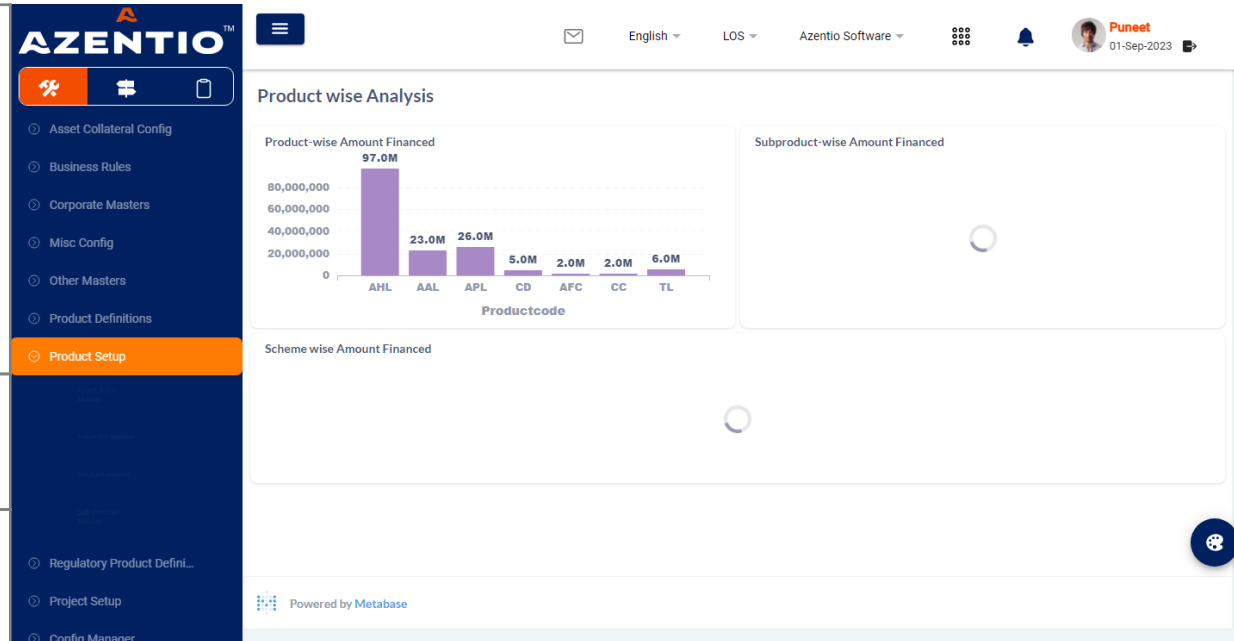 AZENTIO™
English
LOS
Azentio Software
Puneet
01-Sep-2023
Asset Collateral Config
Business Rules
Corporate Masters
Misc Config
Other Masters
Product Definitions
Product Setup
Regulatory Product Defini...
Project Setup
Config Manager
Product wise Analysis
Product-wise Amount Financed
97.0M
80,000,000
60,000,000
40,000,000
20,000,000
0
23.0M
26.0M
5.0M
2.0M
2.0M
6.0M
AHL
AAL
APL
CD
AFC
CC
TL
Productcode
Subproduct-wise Amount Financed
Scheme wise Amount Financed
Powered by Metabase